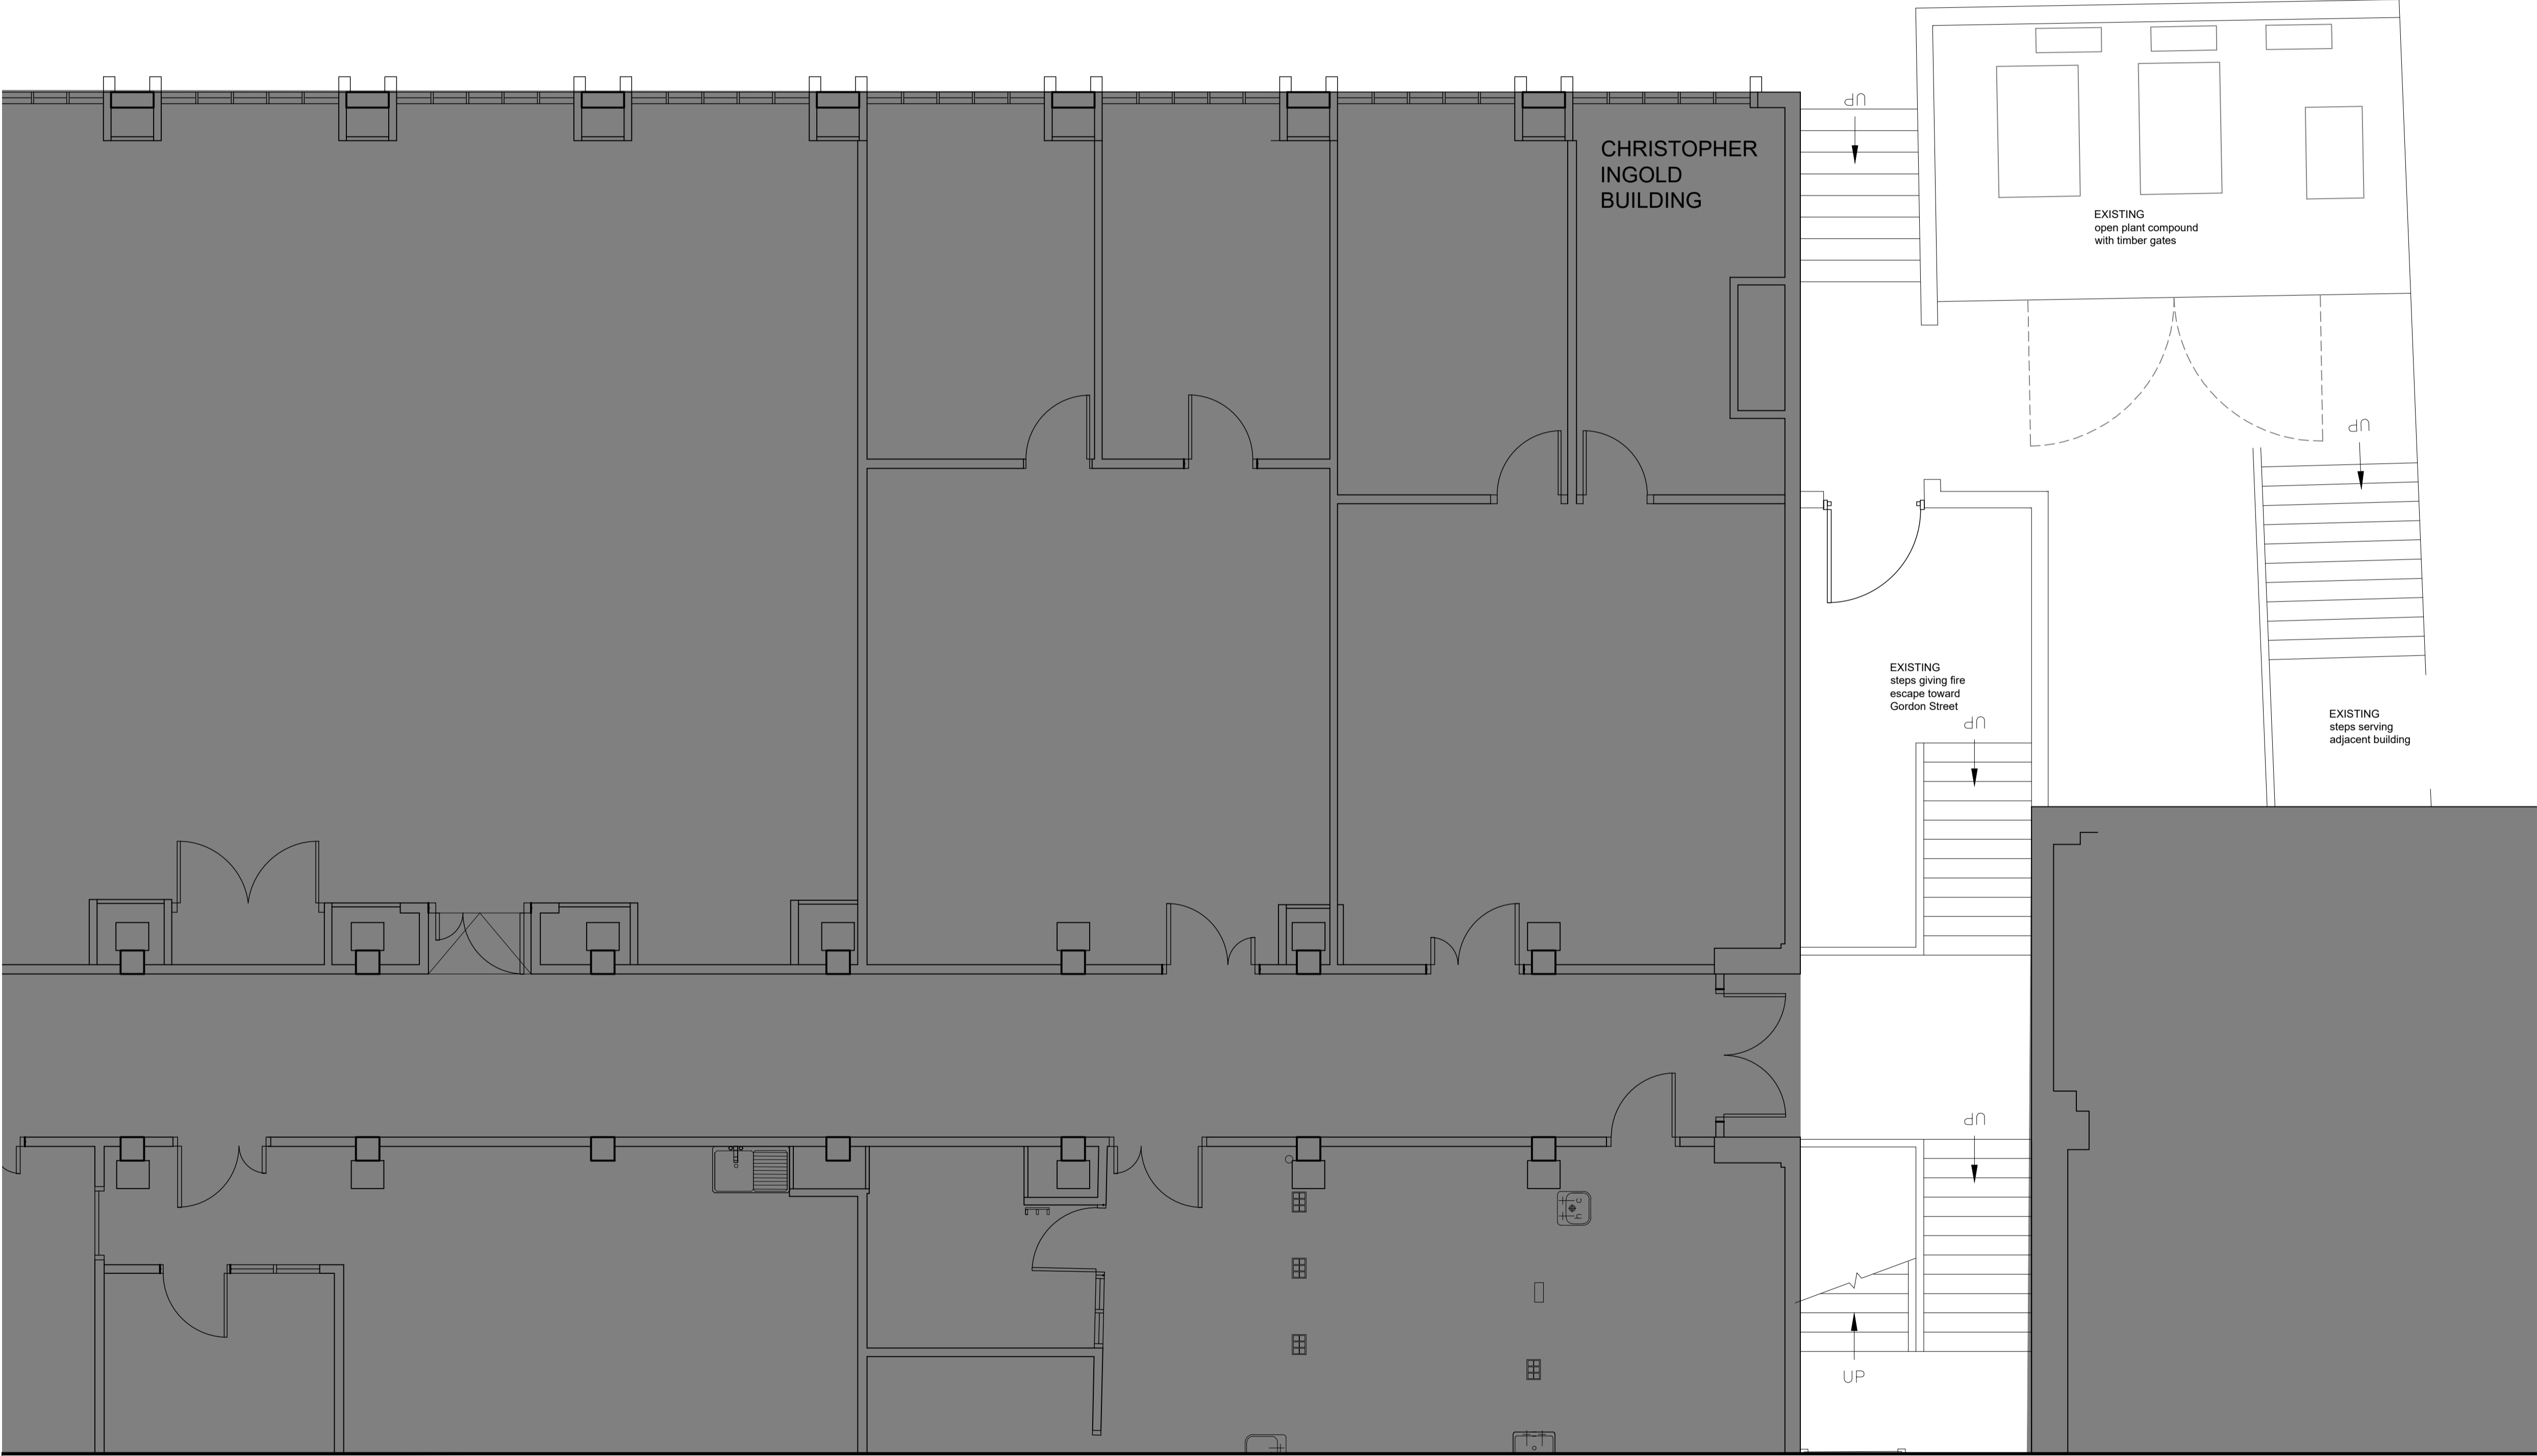 UP
CHRISTOPHER
INGOLD
BUILDING
EXISTING
open plant compound
with timber gates
UP
EXISTING
steps giving fire
escape toward
Gordon Street
UP
EXISTING
steps serving
adjacent building
UP
c
h
UP